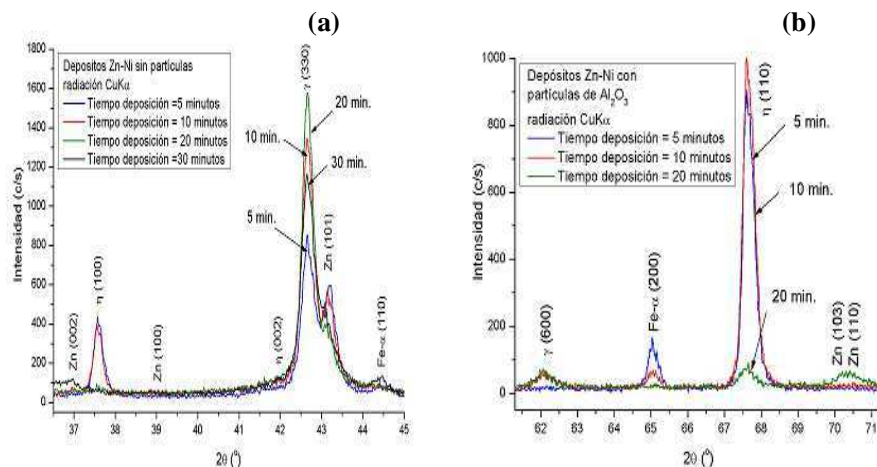 (a)
Intensidad (c/s)
1800
1600
1400
1200
1000
800
600
400
200
0
Depositos Zn-Ni sin partículas
radiación CuKα
Tiempo deposición =5 minutos
Tiempo deposición = 10 minutos
Tiempo deposición = 20 minutos
Tiempo deposición =30 minutos
γ (330)
20 min.
10 min.
30 min.
5 min.
Zn (101)
Zn (002)
η (100)
Zn (100)
η (002)
Fe-α (110)
37 38 39 40 41 42 43 44 45
2θ (°)
(b)
Intensidad (c/s)
1000
800
600
400
200
0
Depósitos Zn-Ni con
partículas de Al2O3
radiación CuKα
Tiempo deposición = 5 minutos
Tiempo deposición = 10 minutos
Tiempo deposición = 20 minutos
η (110)
5 min.
10 min.
20 min.
γ (600)
Fe-α (200)
Zn (103)
Zn (110)
62 63 64 65 66 67 68 69 70 71
2θ (°)